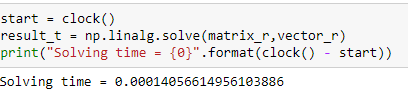 start = clock()
result_t = np.linalg.solve(matrix_r,vector_r)
print("Solving time = {0}".format(clock() - start))
Solving time = 0.00014056614956103886